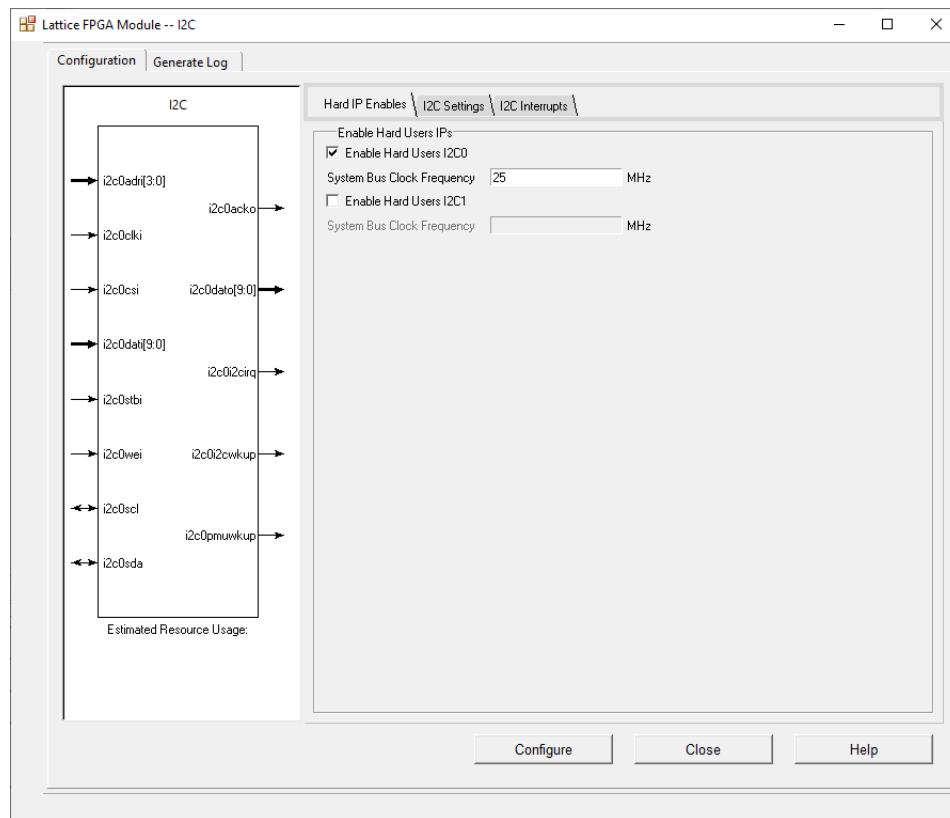 Lattice FPGA Module -- I2C
Configuration
Generate Log
I2C
i2c0adri[3:0]
i2c0acko
i2c0clki
i2c0csi
i2c0dato[9:0]
i2c0dati[9:0]
i2c0i2cirq
i2c0stbi
i2c0wei
i2c0i2cwkup
i2c0scl
i2c0pmuwkup
i2c0sda
Estimated Resource Usage:
Hard IP Enables
I2C Settings
I2C Interrupts
Enable Hard Users IPs
Enable Hard Users I2C0
System Bus Clock Frequency 25 MHz
Enable Hard Users I2C1
System Bus Clock Frequency MHz
Configure
Close
Help